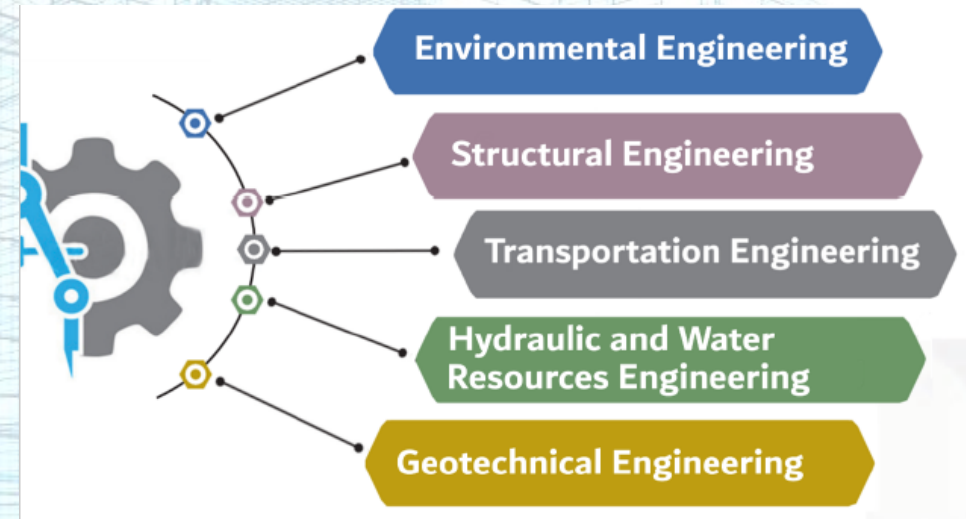 Environmental Engineering
Structural Engineering
Transportation Engineering
Hydraulic and Water
Resources Engineering
Geotechnical Engineering